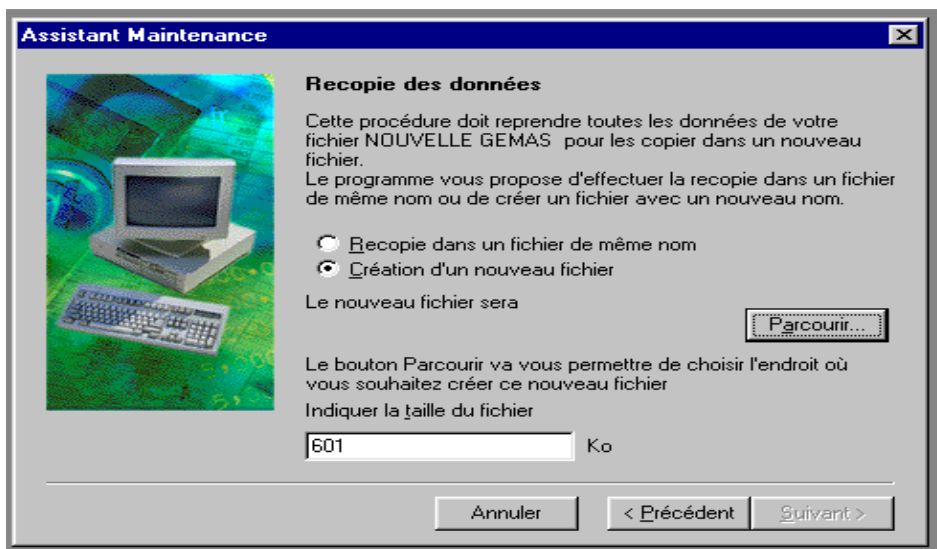 Assistant Maintenance
Recopie des données
Cette procédure doit reprendre toutes les données de votre
fichier NOUVELLE GEMAS pour les copier dans un nouveau
fichier.
Le programme vous propose d'effectuer la recopie dans un fichier
de même nom ou de créer un fichier avec un nouveau nom.
Recopie dans un fichier de même nom
Création d'un nouveau fichier
Le nouveau fichier sera
Parcourir...
Le bouton Parcourir va vous permettre de choisir l'endroit où
vous souhaitez créer ce nouveau fichier
Indiquer la taille du fichier
601 Ko
Annuler < Précédent Suivant >